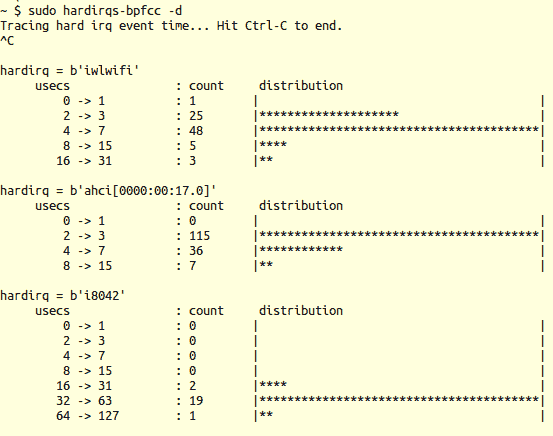 ~ $ sudo hardirqs-bpfcc -d
Tracing hard irq event time... Hit Ctrl-C to end.
^C

hardirq = b'iwlwifi'
     usecs               : count     distribution
         0 -> 1          : 1        |                                        |
         2 -> 3          : 25       |********************                    |
         4 -> 7          : 48       |****************************************|
         8 -> 15         : 5        |****                                    |
        16 -> 31         : 3        |**                                      |

hardirq = b'ahci[0000:00:17.0]'
     usecs               : count     distribution
         0 -> 1          : 0        |                                        |
         2 -> 3          : 115      |****************************************|
         4 -> 7          : 36       |************                            |
         8 -> 15         : 7        |**                                      |

hardirq = b'i8042'
     usecs               : count     distribution
         0 -> 1          : 0        |                                        |
         2 -> 3          : 0        |                                        |
         4 -> 7          : 0        |                                        |
         8 -> 15         : 0        |                                        |
        16 -> 31         : 2        |****                                    |
        32 -> 63         : 19       |****************************************|
        64 -> 127        : 1        |**                                      |